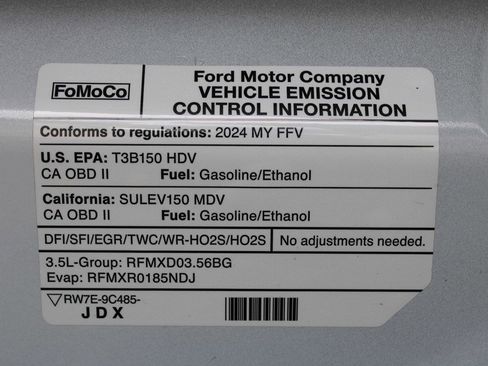 FoMoCo
Ford Motor Company
VEHICLE EMISSION
CONTROL INFORMATION
Conforms to regulations: 2024 MY FFV
U.S. EPA: T3B150 HDV
CA OBD II Fuel: Gasoline/Ethanol
California: SULEV150 MDV
CA OBD II Fuel: Gasoline/Ethanol
DFI/SFI/EGR/TWC/WR-HO2S/HO2S No adjustments needed.
3.5L-Group: RFMXD03.56BG
Evap: RFMXR0185NDJ
RW7E-9C485-
JDX